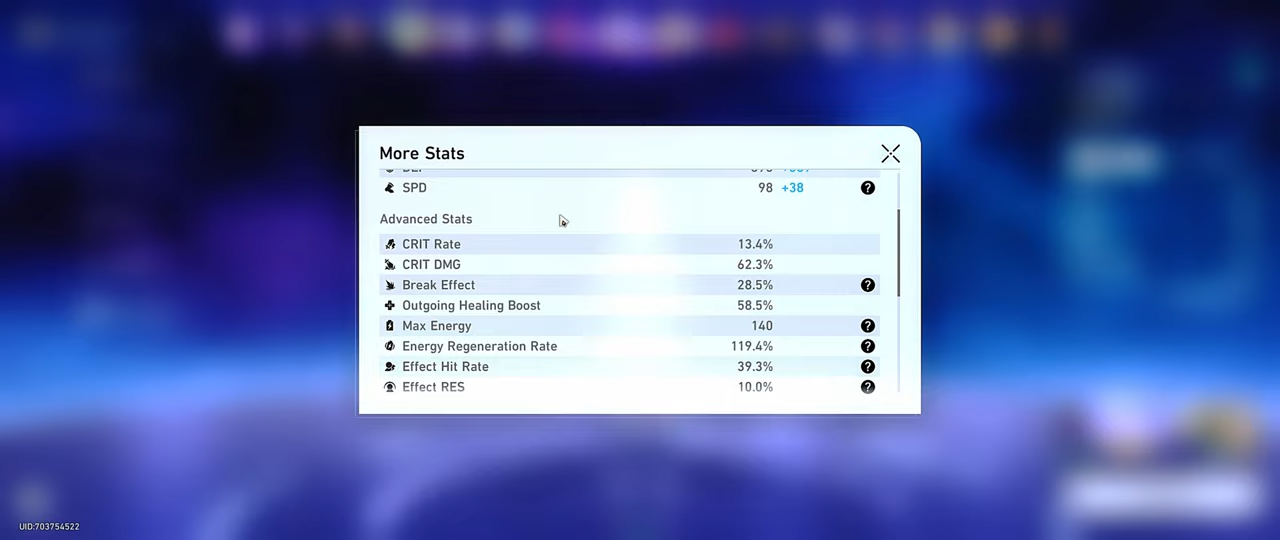 More Stats
SPD 98 +38 ?
Advanced Stats
CRIT Rate 13.4%
CRIT DMG 62.3%
Break Effect 28.5% ?
Outgoing Healing Boost 58.5%
Max Energy 140 ?
Energy Regeneration Rate 119.4% ?
Effect Hit Rate 39.3% ?
Effect RES 10.0% ?
UID:703754522